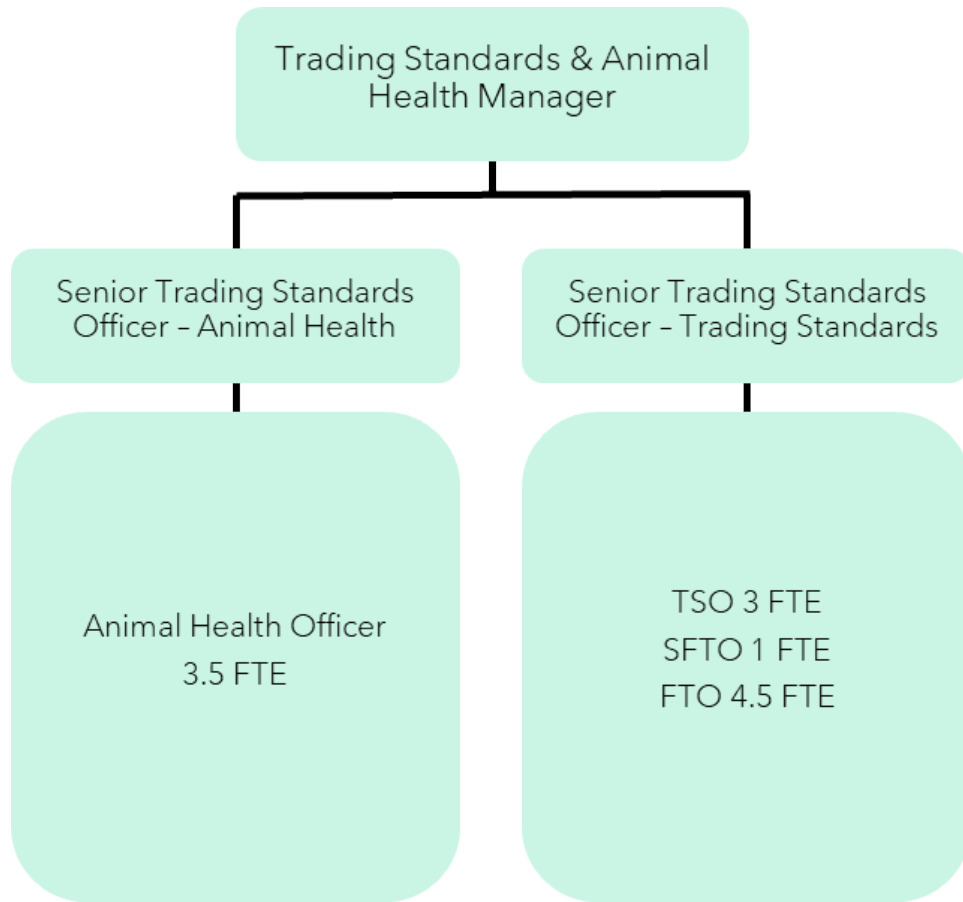 Trading Standards & Animal
Health Manager
Senior Trading Standards
Officer – Animal Health
Senior Trading Standards
Officer – Trading Standards
Animal Health Officer
3.5 FTE
TSO 3 FTE
SFTO 1 FTE
FTO 4.5 FTE